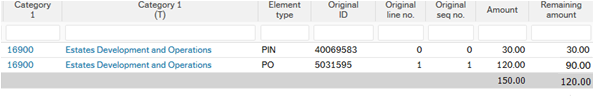 Category 1 Category 1 (T) Element type Original ID Original line no. Original seq no. Amount Remaining amount
16900 Estates Development and Operations PIN 40069583 0 0 30.00 30.00
16900 Estates Development and Operations PO 5031595 1 1 120.00 90.00
150.00 120.00